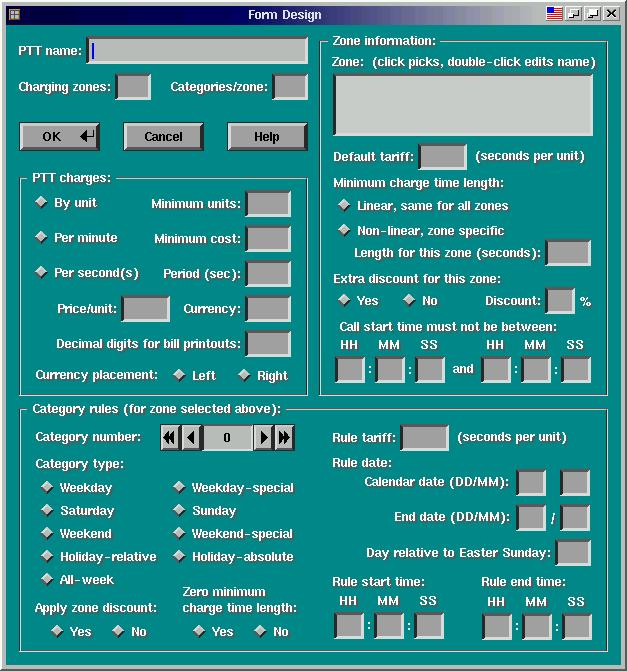 Form Design
PTT name:
Charging zones:
Categories/zone:
OK
Cancel
Help
PTT charges:
By unit
Minimum units:
Per minute
Minimum cost:
Per second(s)
Period (sec):
Price/unit:
Currency:
Decimal digits for bill printouts:
Currency placement:
Left
Right
Zone information:
Zone: (click picks, double-click edits name)
Default tariff:
(seconds per unit)
Minimum charge time length:
Linear, same for all zones
Non-linear, zone specific
Length for this zone (seconds):
Extra discount for this zone:
Yes
No
Discount:
%
Call start time must not be between:
HH MM SS HH MM SS
: : and : :
Category rules (for zone selected above):
Category number:
0
Category type:
Weekday
Weekday-special
Saturday
Sunday
Weekend
Weekend-special
Holiday-relative
Holiday-absolute
All-week
Apply zone discount:
Yes
No
Zero minimum
charge time length:
Yes
No
Rule tariff:
(seconds per unit)
Rule date:
Calendar date (DD/MM):
End date (DD/MM):
/
Day relative to Easter Sunday:
Rule start time:
HH MM SS
: :
Rule end time:
HH MM SS
: :